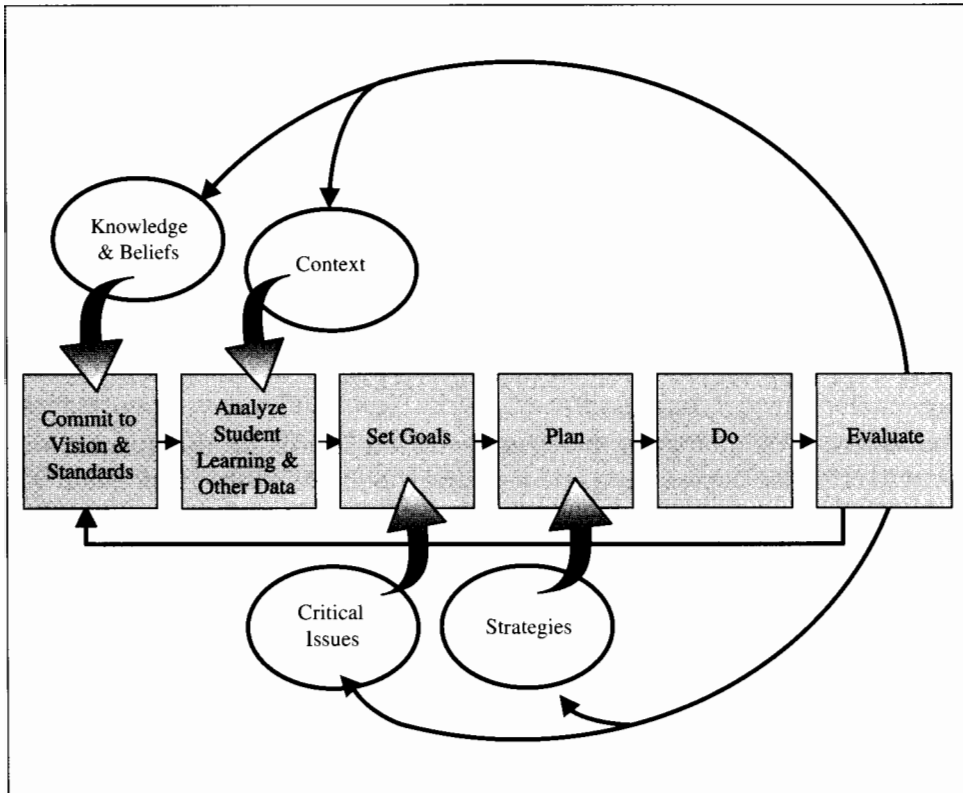 Knowledge
& Beliefs
Context
Commit to
Vision &
Standards
Analyze
Student
Learning &
Other Data
Set Goals
Plan
Do
Evaluate
Critical
Issues
Strategies